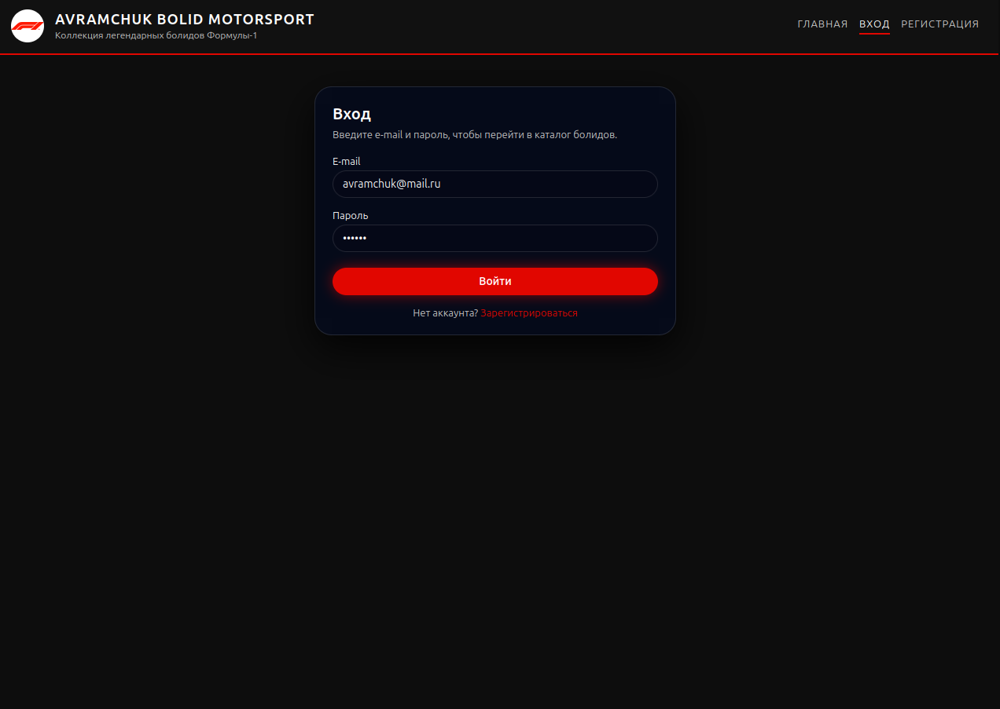 AVRAMCHUK BOLID MOTORSPORT
Коллекция легендарных болидов Формулы-1
ГЛАВНАЯ ВХОД РЕГИСТРАЦИЯ
Вход
Введите e-mail и пароль, чтобы перейти в каталог болидов.
E-mail
avramchuk@mail.ru
Пароль
••••••
Войти
Нет аккаунта? Зарегистрироваться